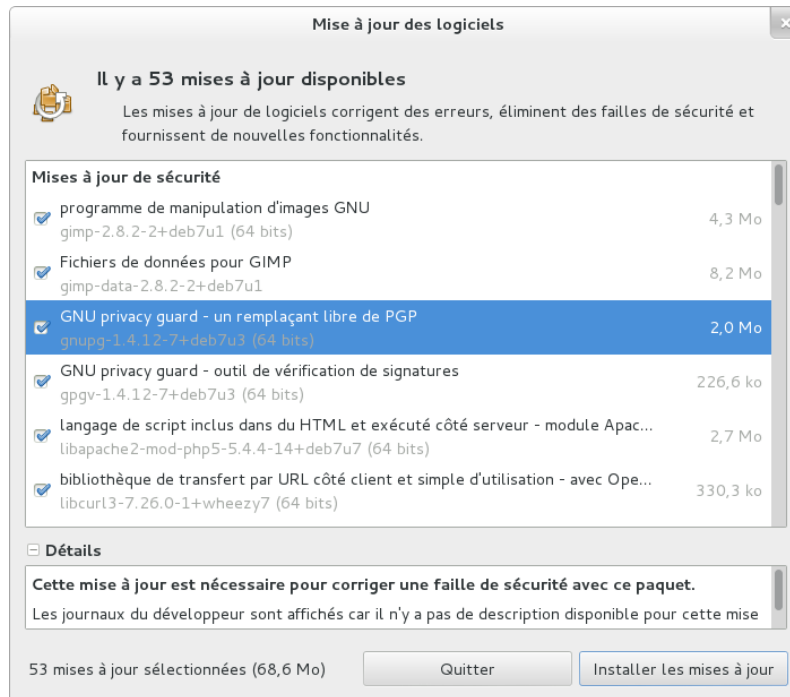 Mise à jour des logiciels
Il y a 53 mises à jour disponibles
Les mises à jour de logiciels corrigent des erreurs, éliminent des failles de sécurité et
fournissent de nouvelles fonctionnalités.
Mises à jour de sécurité
programme de manipulation d'images GNU
gimp-2.8.2-2+deb7u1 (64 bits)
4,3 Mo
Fichiers de données pour GIMP
gimp-data-2.8.2-2+deb7u1
8,2 Mo
GNU privacy guard - un remplaçant libre de PGP
gnupg-1.4.12-7+deb7u3 (64 bits)
2,0 Mo
GNU privacy guard - outil de vérification de signatures
gpgv-1.4.12-7+deb7u3 (64 bits)
226,6 ko
langage de script inclus dans du HTML et exécuté côté serveur - module Apac...
libapache2-mod-php5-5.4.4-14+deb7u7 (64 bits)
2,7 Mo
bibliothèque de transfert par URL côté client et simple d'utilisation - avec Ope...
libcurl3-7.26.0-1+wheezy7 (64 bits)
330,3 ko
Détails
Cette mise à jour est nécessaire pour corriger une faille de sécurité avec ce paquet.
Les journaux du développeur sont affichés car il n'y a pas de description disponible pour cette mise
53 mises à jour sélectionnées (68,6 Mo)
Quitter
Installer les mises à jour